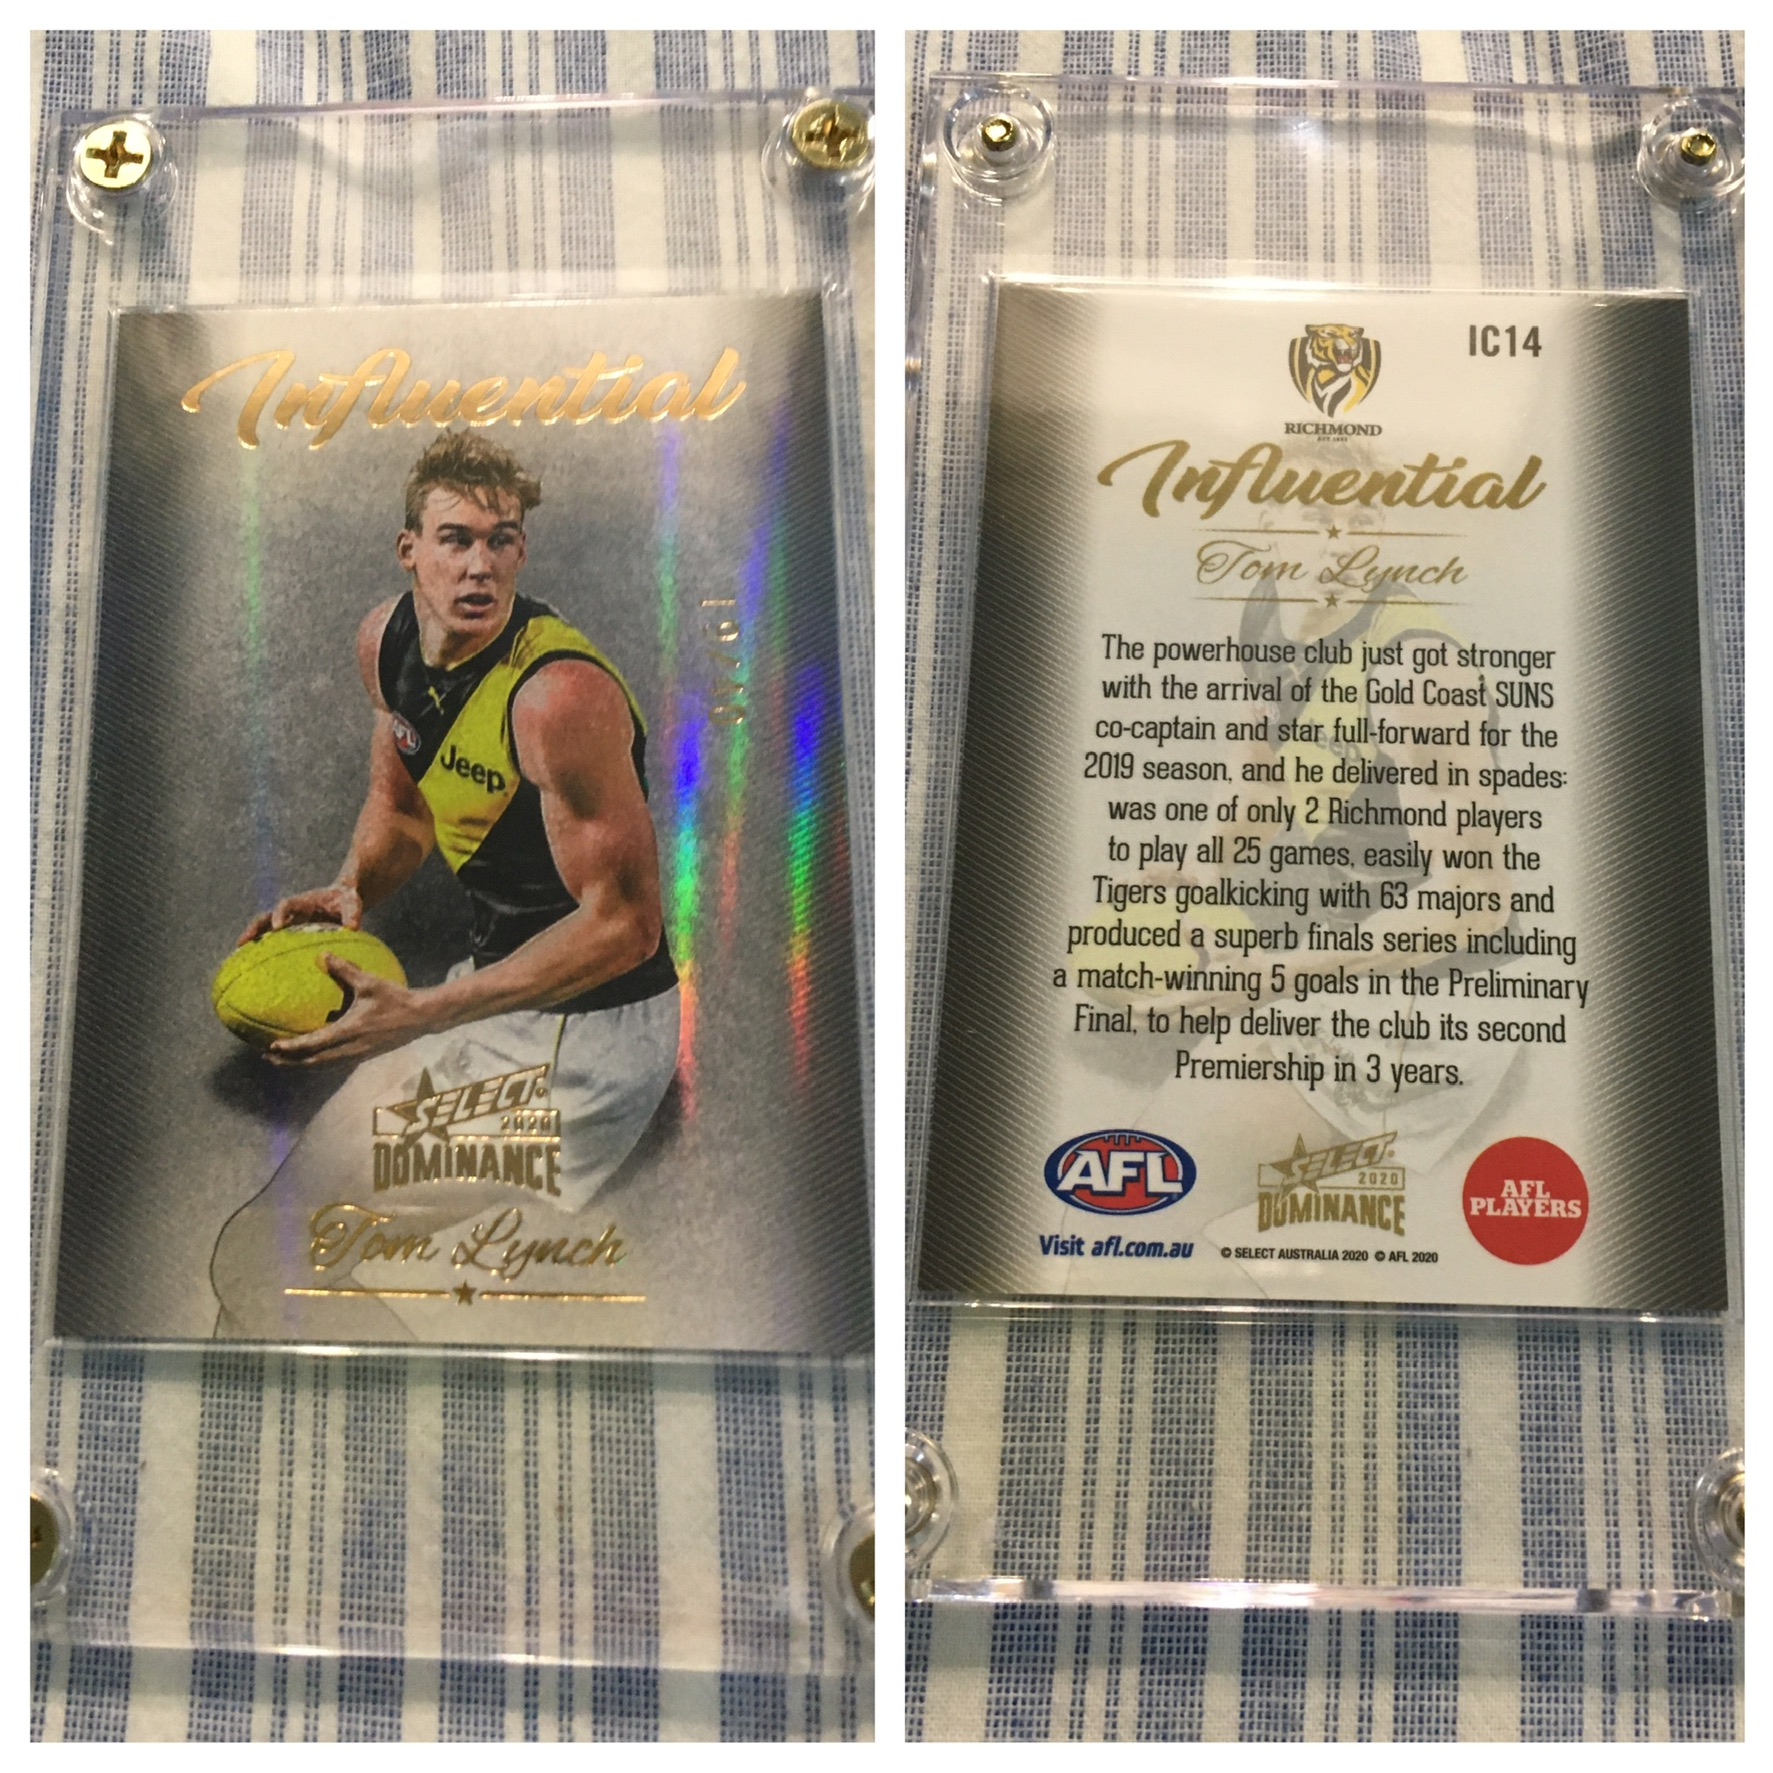 Influential
Jeep
AFL
SELECT
2020
DOMINANCE
Tom Lynch
IC14
RICHMOND
Influential
Tom Lynch
The powerhouse club just got stronger
with the arrival of the Gold Coast SUNS
co-captain and star full-forward for the
2019 season, and he delivered in spades:
was one of only 2 Richmond players
to play all 25 games, easily won the
Tigers goalkicking with 63 majors and
produced a superb finals series including
a match-winning 5 goals in the Preliminary
Final, to help deliver the club its second
Premiership in 3 years.
AFL
Visit afl.com.au
SELECT
2020
DOMINANCE
© SELECT AUSTRALIA 2020 © AFL 2020
AFL
PLAYERS